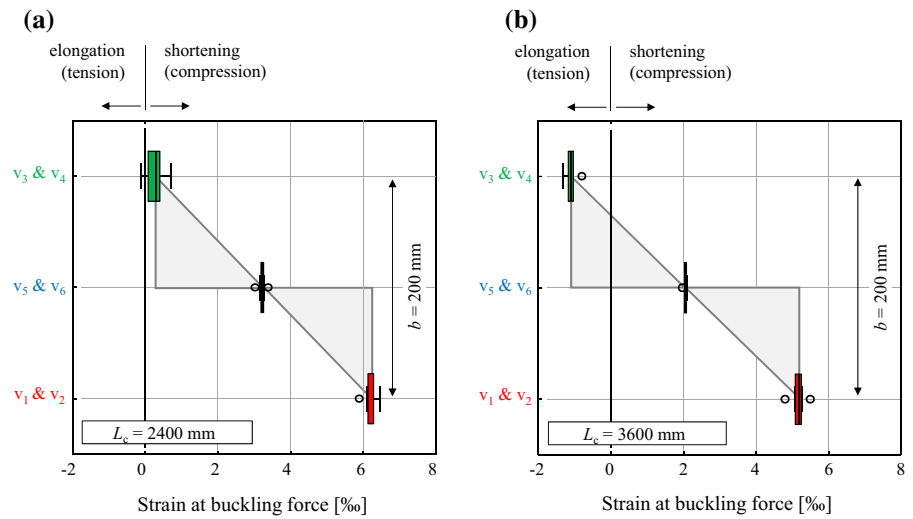 (a)
elongation
(tension)
shortening
(compression)
v3 & v4
v5 & v6
v1 & v2
b = 200 mm
Lc = 2400 mm
-2 0 2 4 6 8
Strain at buckling force [‰]
(b)
elongation
(tension)
shortening
(compression)
v3 & v4
v5 & v6
v1 & v2
b = 200 mm
Lc = 3600 mm
-2 0 2 4 6 8
Strain at buckling force [‰]